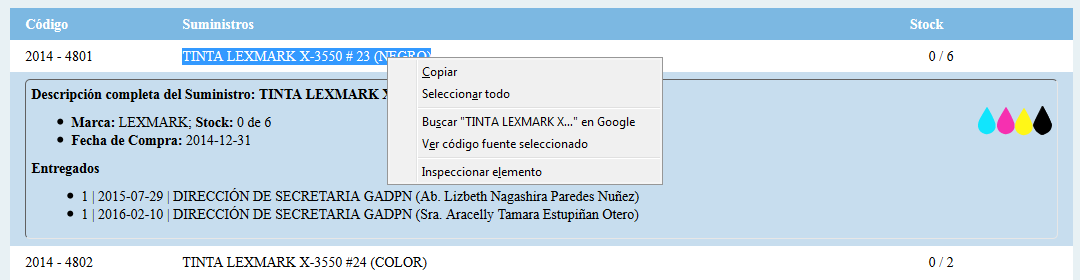 Código Suministros Stock
2014 - 4801 TINTA LEXMARK X-3550 # 23 (NEGRO) 0 / 6
Copiar
Seleccionar todo
Buscar "TINTA LEXMARK X..." en Google
Ver código fuente seleccionado
Inspeccionar elemento
Descripción completa del Suministro: TINTA LEXMARK
• Marca: LEXMARK; Stock: 0 de 6
• Fecha de Compra: 2014-12-31
Entregados
• 1 | 2015-07-29 | DIRECCIÓN DE SECRETARIA GADPN (Ab. Lizbeth Nagashira Paredes Nuñez)
• 1 | 2016-02-10 | DIRECCIÓN DE SECRETARIA GADPN (Sra. Aracelly Tamara Estupiñan Otero)
2014 - 4802 TINTA LEXMARK X-3550 #24 (COLOR) 0 / 2